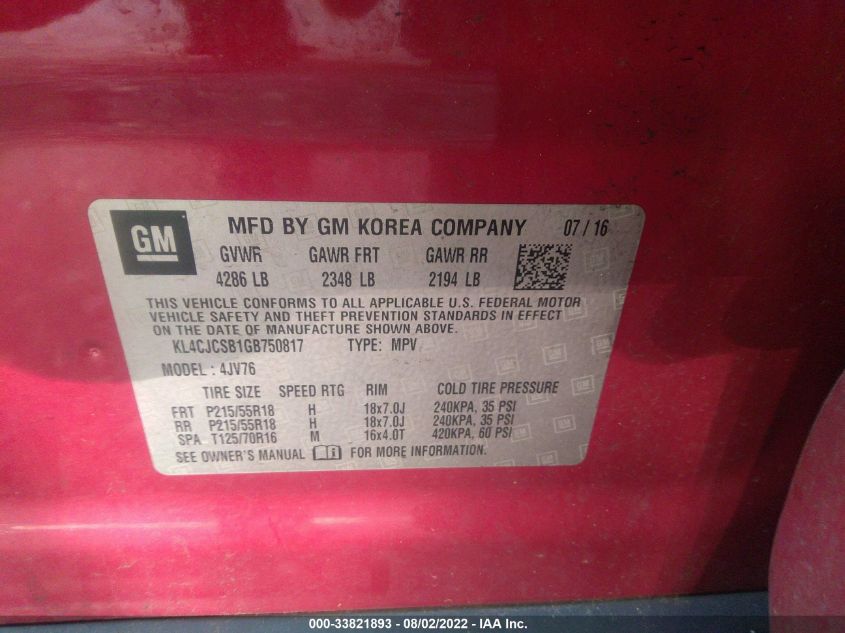 GM MFD BY GM KOREA COMPANY 07 / 16
GVWR GAWR FRT GAWR RR
4286 LB 2348 LB 2194 LB
THIS VEHICLE CONFORMS TO ALL APPLICABLE U.S. FEDERAL MOTOR
VEHICLE SAFETY AND THEFT PREVENTION STANDARDS IN EFFECT
ON THE DATE OF MANUFACTURE SHOWN ABOVE.
KL4CJCSB1GB750817 TYPE: MPV
MODEL: 4JV76
TIRE SIZE SPEED RTG RIM COLD TIRE PRESSURE
FRT P215/55R18 H 18x7.0J 240KPA, 35 PSI
RR P215/55R18 H 18x7.0J 240KPA, 35 PSI
SPA T125/70R16 M 16x4.0T 420KPA, 60 PSI
SEE OWNER'S MANUAL FOR MORE INFORMATION.
000-33821893 - 08/02/2022 - IAA Inc.